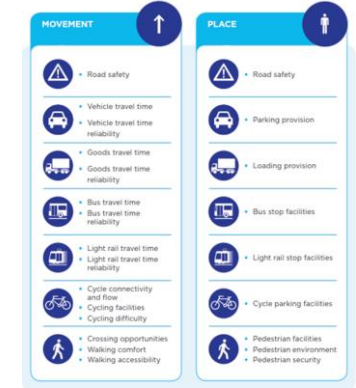 MOVEMENT
Road safety
Vehicle travel time
Vehicle travel time
reliability
Goods travel time
Goods travel time
reliability
Bus travel time
Bus travel time
reliability
Light rail travel time
Light rail travel time
reliability
Cycle connectivity
and flow
Cycling facilities
Cycling difficulty
Crossing opportunities
Walking comfort
Walking accessibility
PLACE
Road safety
Parking provision
Loading provision
Bus stop facilities
Light rail stop facilities
Cycle parking facilities
Pedestrian facilities
Pedestrian environment
Pedestrian security